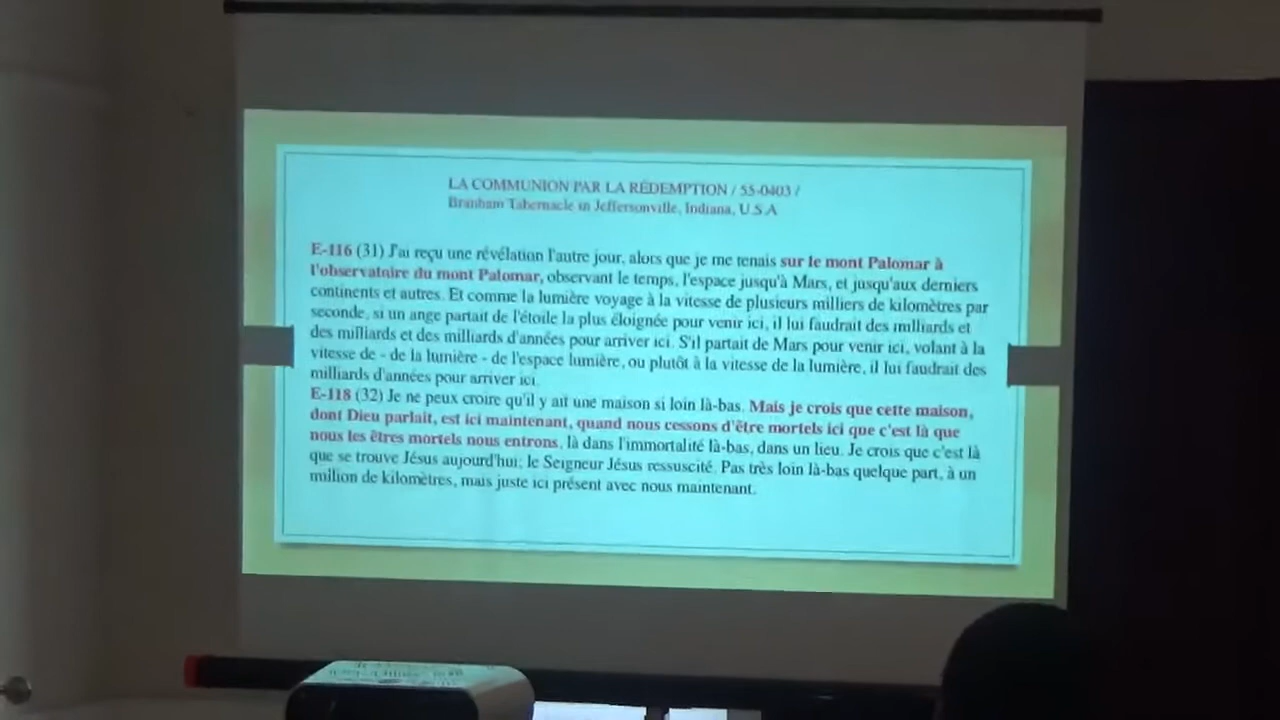 LA COMMUNION PAR LA RÉDEMPTION / 55-0403 /
Branham Tabernacle in Jeffersonville, Indiana, U.S.A
E-116 (31) J'ai reçu une révélation l'autre jour, alors que je me tenais sur le mont Palomar à
l'observatoire du mont Palomar, observant le temps, l'espace jusqu'à Mars, et jusqu'aux derniers
continents et autres. Et comme la lumière voyage à la vitesse de plusieurs milliers de kilomètres par
seconde, si un ange partait de l'étoile la plus éloignée pour venir ici, il lui faudrait des milliards et
des milliards et des milliards d'années pour arriver ici. S'il partait de Mars pour venir ici, volant à la
vitesse de - de la lumière - de l'espace lumière, ou plutôt à la vitesse de la lumière, il lui faudrait des
milliards d'années pour arriver ici.
E-118 (32) Je ne peux croire qu'il y ait une maison si loin là-bas. Mais je crois que cette maison,
dont Dieu parlait, est ici maintenant, quand nous cessons d'être mortels ici que c'est là que
nous les êtres mortels nous entrons, là dans l'immortalité là-bas, dans un lieu. Je crois que c'est là
que se trouve Jésus aujourd'hui; le Seigneur Jésus ressuscité. Pas très loin là-bas quelque part, à un
milion de kilomètres, mais juste ici présent avec nous maintenant.